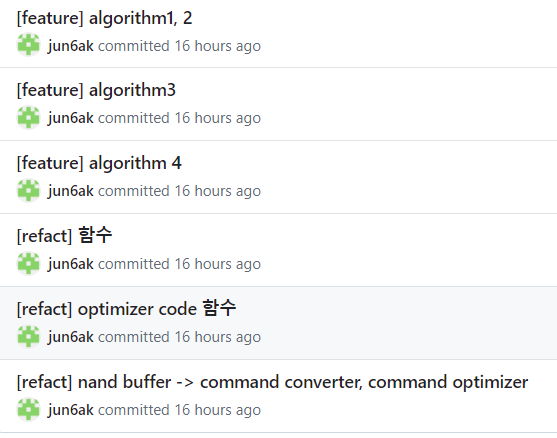 [feature] algorithm1, 2
jun6ak committed 16 hours ago
[feature] algorithm3
jun6ak committed 16 hours ago
[feature] algorithm 4
jun6ak committed 16 hours ago
[refact] 함수
jun6ak committed 16 hours ago
[refact] optimizer code 함수
jun6ak committed 16 hours ago
[refact] nand buffer -> command converter, command optimizer
jun6ak committed 16 hours ago